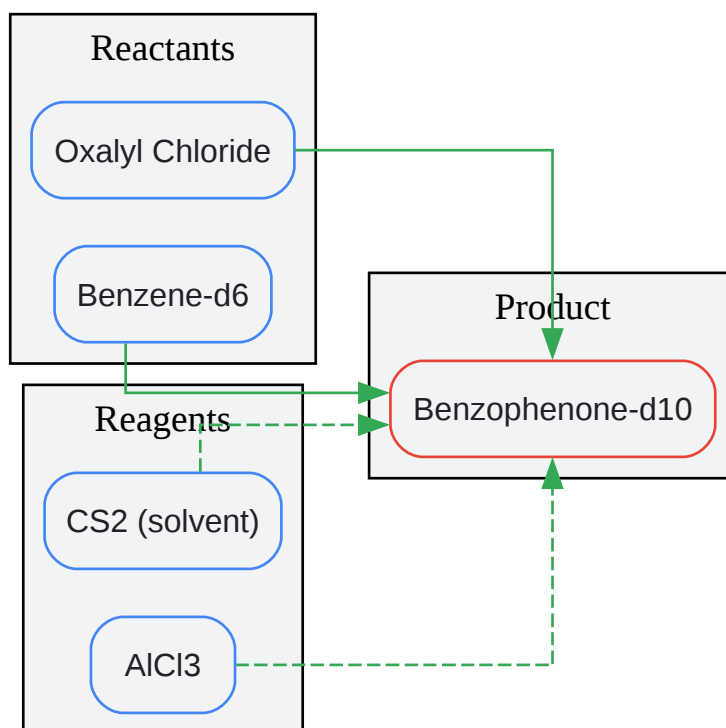 Reactants
Oxalyl Chloride
Benzene-d6
Product
Benzophenone-d10
Reagents
CS2 (solvent)
AlCl3